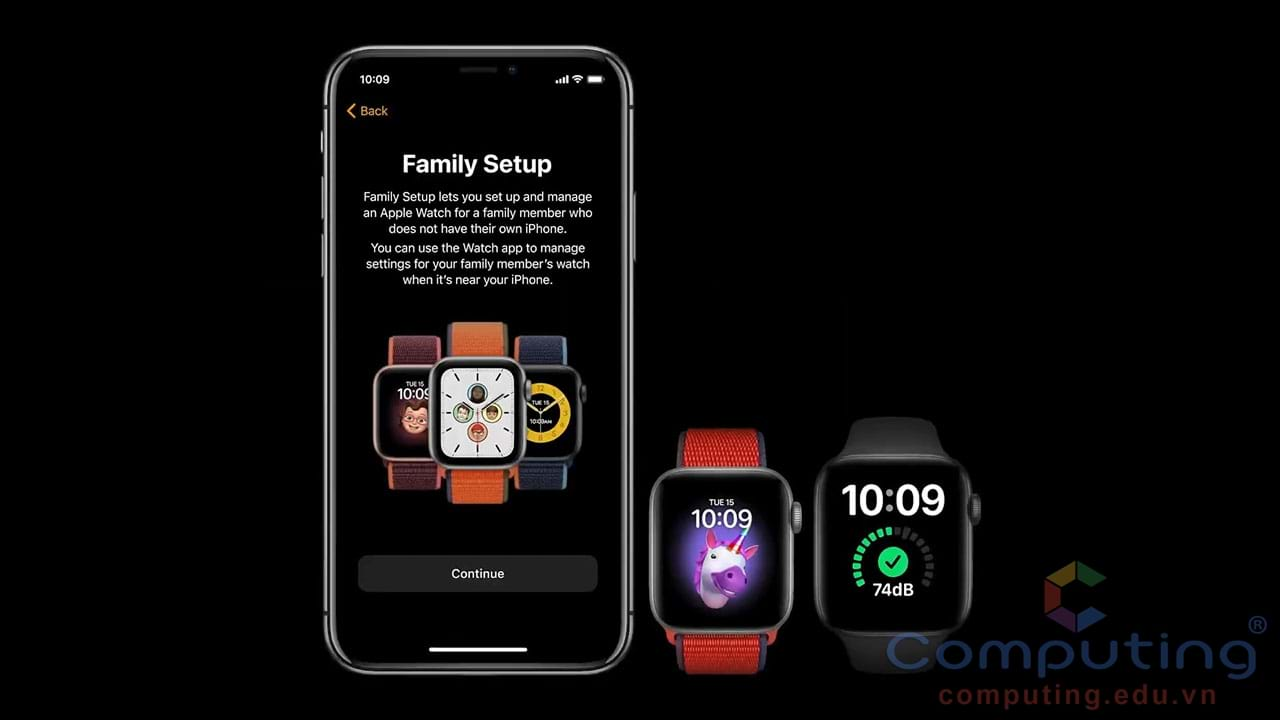 10:09
Back
Family Setup
Family Setup lets you set up and manage
an Apple Watch for a family member who
does not have their own iPhone.
You can use the Watch app to manage
settings for your family member's watch
when it's near your iPhone.
TUE 15
10:09
TUE 15
10:09AM
Continue
TUE 15
10:09
10:09
74dB
Computing®
computing.edu.vn